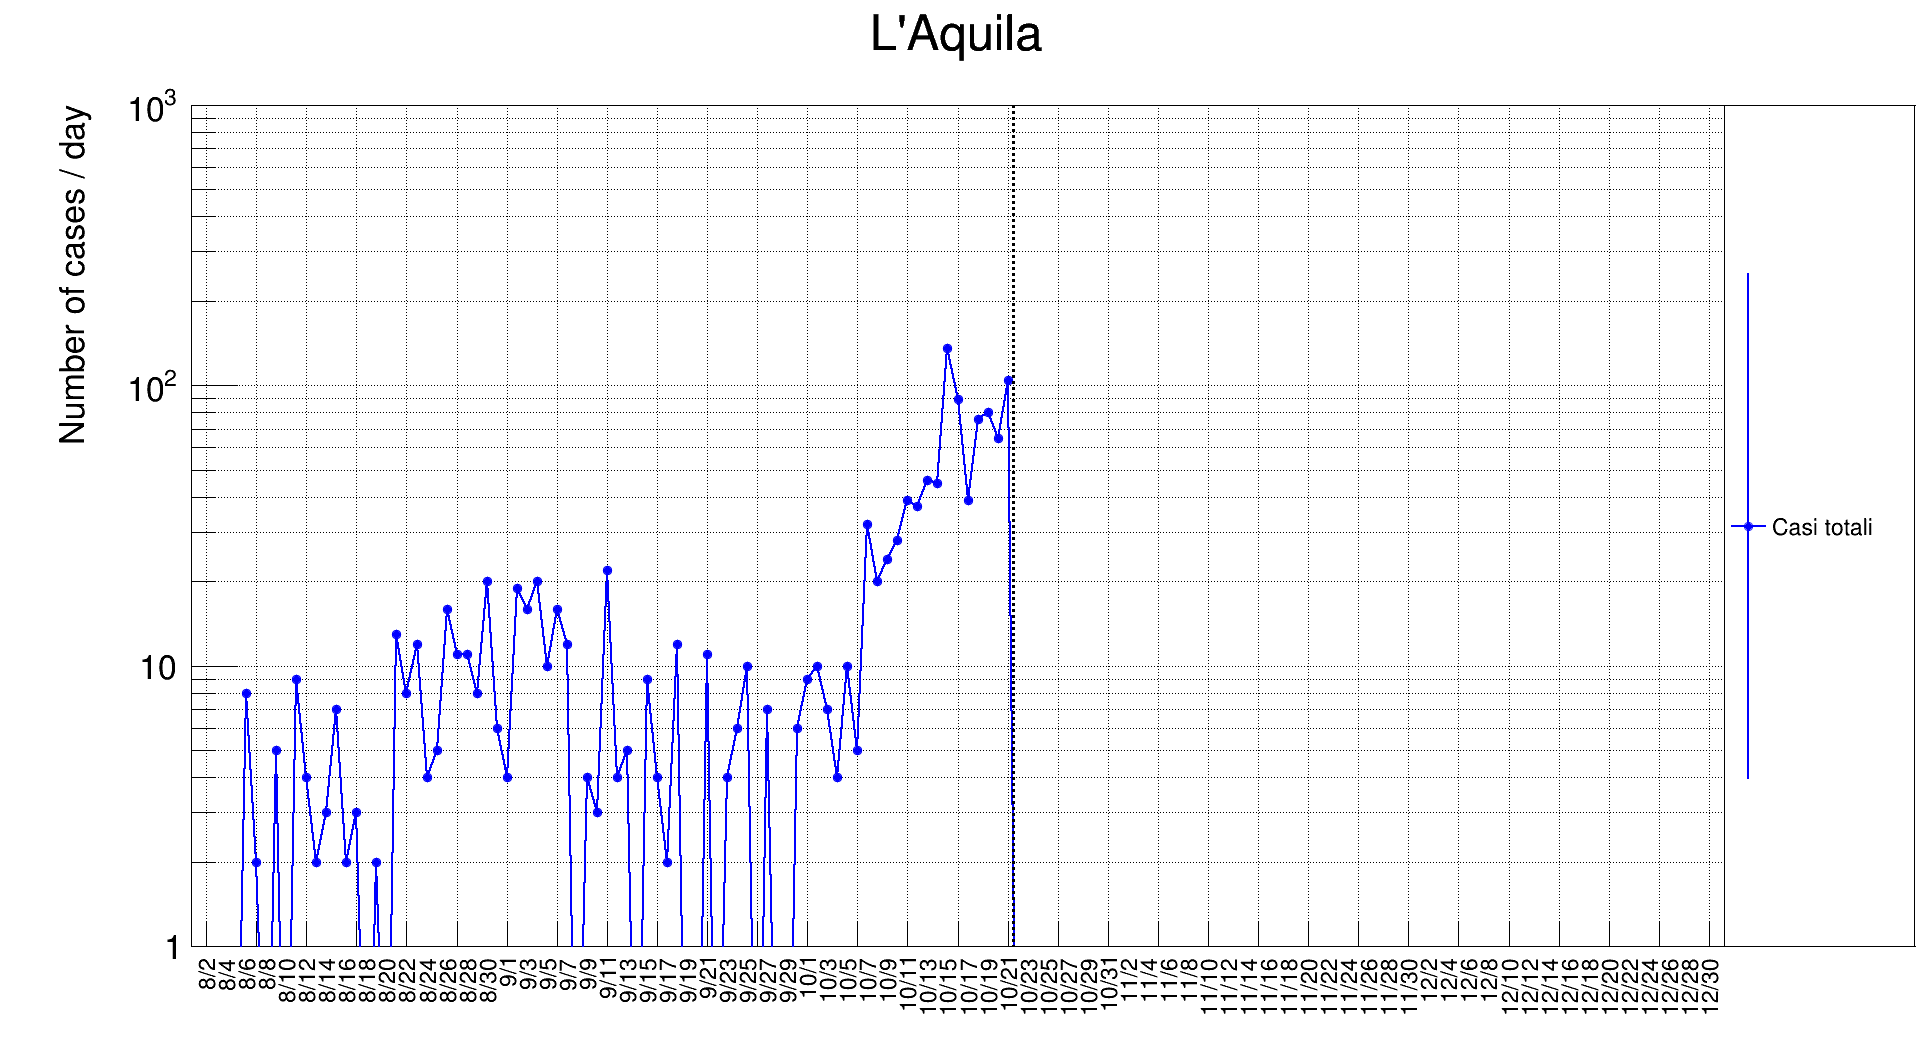 L'Aquila
Number of cases / day
10³
10²
10
1
8/2 8/4 8/6 8/8 8/10 8/12 8/14 8/16 8/18 8/20 8/22 8/24 8/26 8/28 8/30 9/1 9/3 9/5 9/7 9/9 9/11 9/13 9/15 9/17 9/19 9/21 9/23 9/25 9/27 9/29 10/1 10/3 10/5 10/7 10/9 10/11 10/13 10/15 10/17 10/19 10/21 10/23 10/25 10/27 10/29 10/31 11/2 11/4 11/6 11/8 11/10 11/12 11/14 11/16 11/18 11/20 11/22 11/24 11/26 11/28 11/30 12/2 12/4 12/6 12/8 12/10 12/12 12/14 12/16 12/18 12/20 12/22 12/24 12/26 12/28 12/30
Casi totali